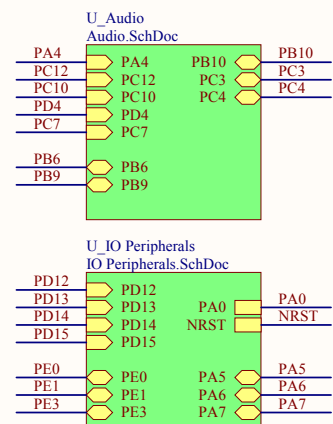 U_Audio
Audio.SchDoc
PA4 PA4 PB10 PB10
PC12 PC12 PC3 PC3
PC10 PC10 PC4 PC4
PD4 PD4
PC7 PC7
PB6 PB6
PB9 PB9
U_IO Peripherals
IO Peripherals.SchDoc
PD12 PD12
PD13 PD13 PA0 PA0
PD14 PD14 NRST NRST
PD15 PD15
PE0 PE0 PA5 PA5
PE1 PE1 PA6 PA6
PE3 PE3 PA7 PA7